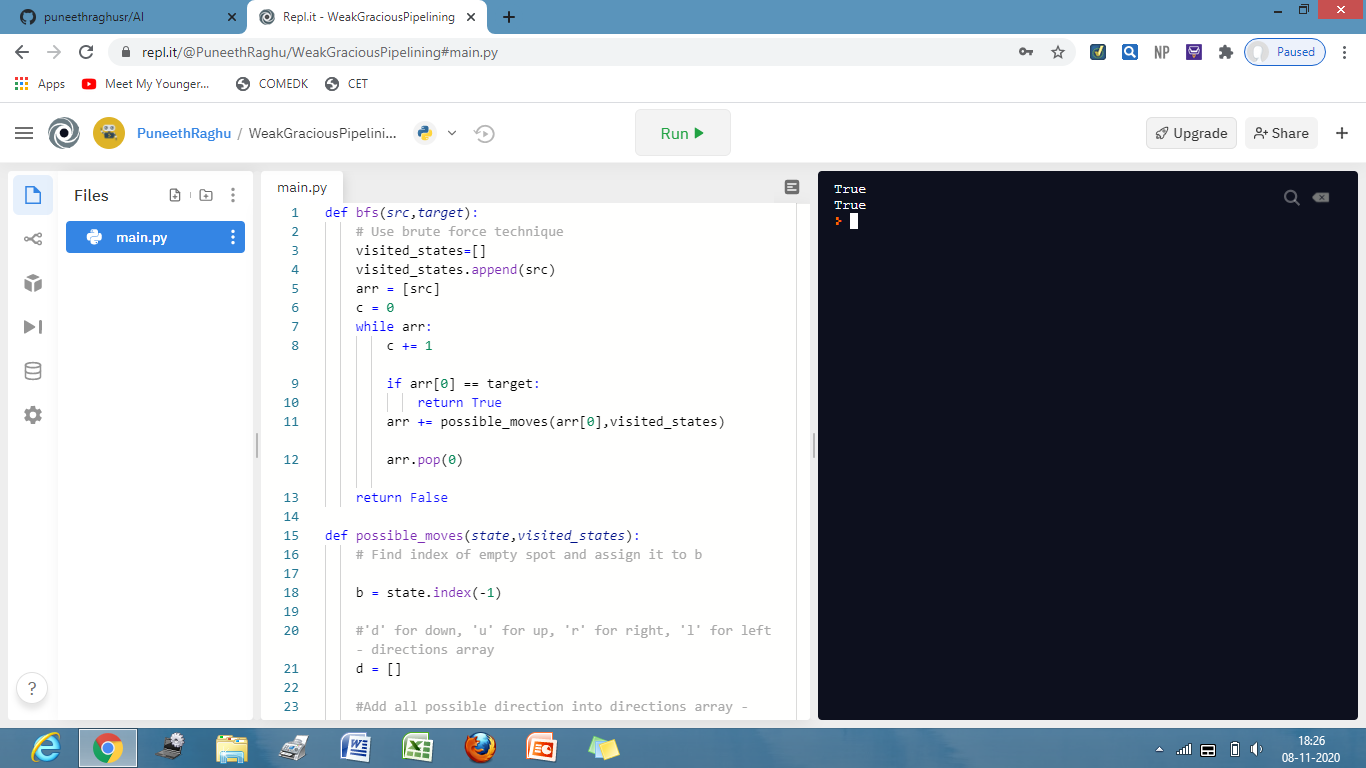 puneethraghusr/AI
Repl.it - WeakGraciousPipelining
repl.it/@PuneethRaghu/WeakGraciousPipelining#main.py
NP
Paused
Apps
Meet My Younger...
COMEDK
CET
PuneethRaghu / WeakGraciousPipelini...
Run
Upgrade
Share
Files
main.py
main.py
1 def bfs(src,target):
2 # Use brute force technique
3 visited_states=[]
4 visited_states.append(src)
5 arr = [src]
6 c = 0
7 while arr:
8 c += 1
9 if arr[0] == target:
10 return True
11 arr += possible_moves(arr[0],visited_states)
12 arr.pop(0)
13 return False
14
15 def possible_moves(state,visited_states):
16 # Find index of empty spot and assign it to b
17
18 b = state.index(-1)
19
20 #'d' for down, 'u' for up, 'r' for right, 'l' for left
- directions array
21 d = []
22
23 #Add all possible direction into directions array -
True
True
?
18:26
08-11-2020